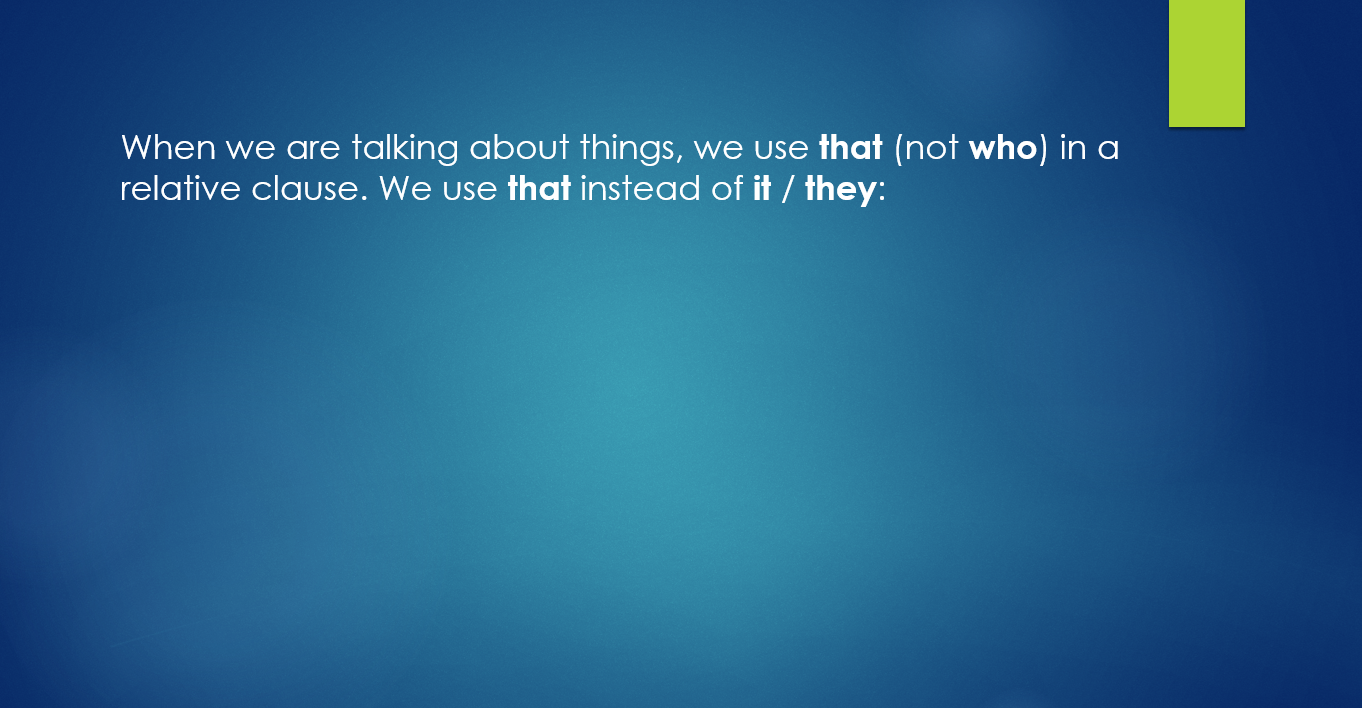 When we are talking about things, we use that (not who) in a
relative clause. We use that instead of it / they: